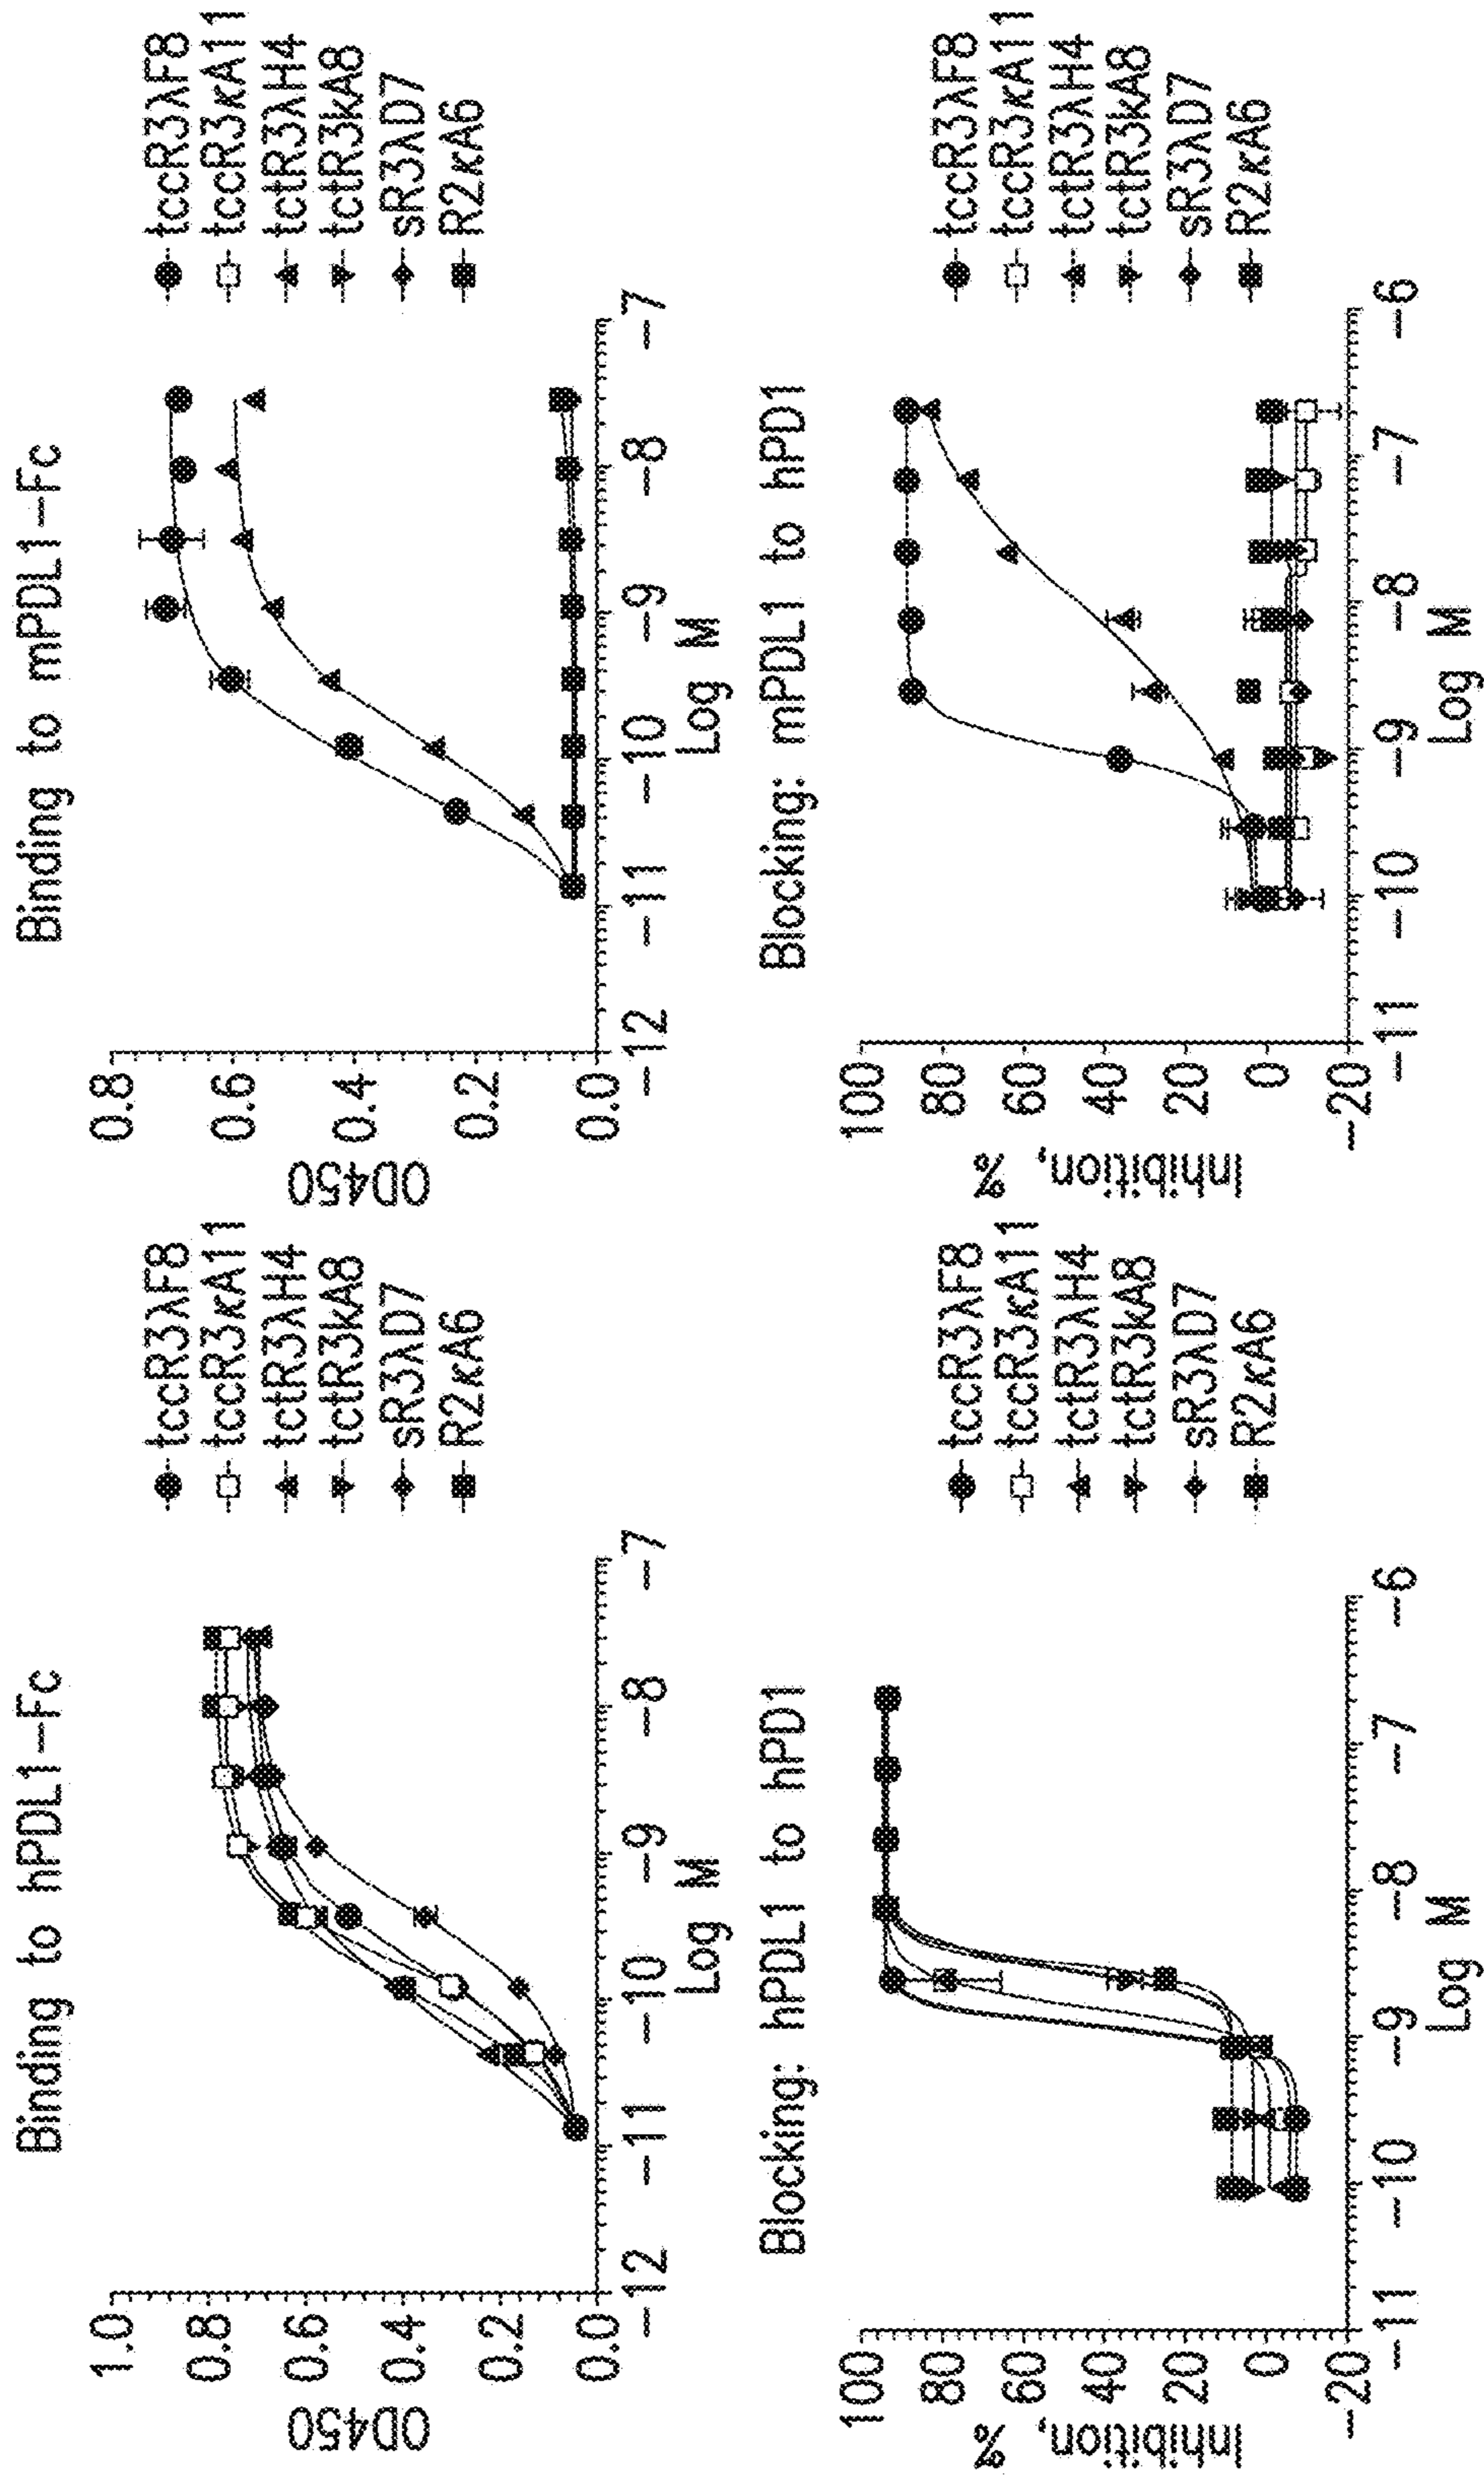 Binding to hPDL1-Fc
OD450
1.0
0.8
0.6
0.4
0.2
0.0
-12 -11 -10 -9 -8 -7
Log M
tccR3λF8
tccR3κA11
tctR3λH4
tctR3kA8
sR3λD7
R2κA6
Binding to mPDL1-Fc
OD450
0.8
0.6
0.4
0.2
0.0
-12 -11 -10 -9 -8 -7
Log M
tccR3λF8
tccR3κA11
tctR3λH4
tctR3kA8
sR3λD7
R2κA6
Blocking: hPDL1 to hPD1
Inhibition, %
100
80
60
40
20
0
-20
-11 -10 -9 -8 -7 -6
Log M
tccR3λF8
tccR3κA11
tctR3λH4
tctR3kA8
sR3λD7
R2κA6
Blocking: mPDL1 to hPD1
Inhibition, %
100
80
60
40
20
0
-20
-11 -10 -9 -8 -7 -6
Log M
tccR3λF8
tccR3κA11
tctR3λH4
tctR3kA8
sR3λD7
R2κA6